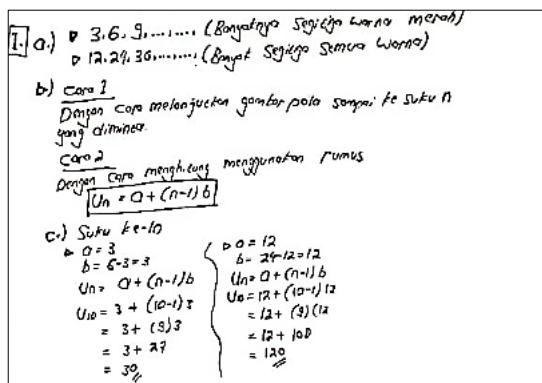 1. a.) ▷ 3, 6, 9, ........ (Banyaknya segitiga warna merah)
▷ 12, 24, 36, ........ (Banyak segitiga semua warna)
b) Cara 1
Dengan cara melanjutkan gambar pola sampai ke suku n
yang diminta.
Cara 2
Dengan cara menghitung menggunakan rumus
Un = a + (n-1) b
c.) Suku ke-10
▷ a = 3
b = 6-3 = 3
Un = a + (n-1) b
U10 = 3 + (10-1) 3
= 3 + (9) 3
= 3 + 27
= 30
▷ a = 12
b = 24-12 = 12
Un = a + (n-1) b
U0 = 12 + (10-1) 12
= 12 + (9) (12
= 12 + 108
= 120